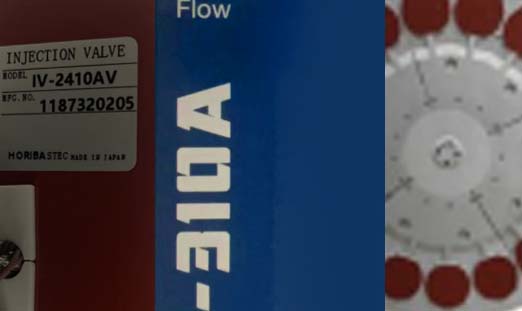 INJECTION VALVE
MODEL IV-2410AV
MFG.NO. 1187320205
HORIBASTEC MADE IN JAPAN
Flow
-310A